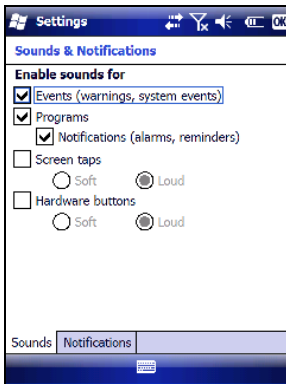 Settings OK
Sounds & Notifications
Enable sounds for
Events (warnings, system events)
Programs
Notifications (alarms, reminders)
Screen taps
Soft Loud
Hardware buttons
Soft Loud
Sounds Notifications